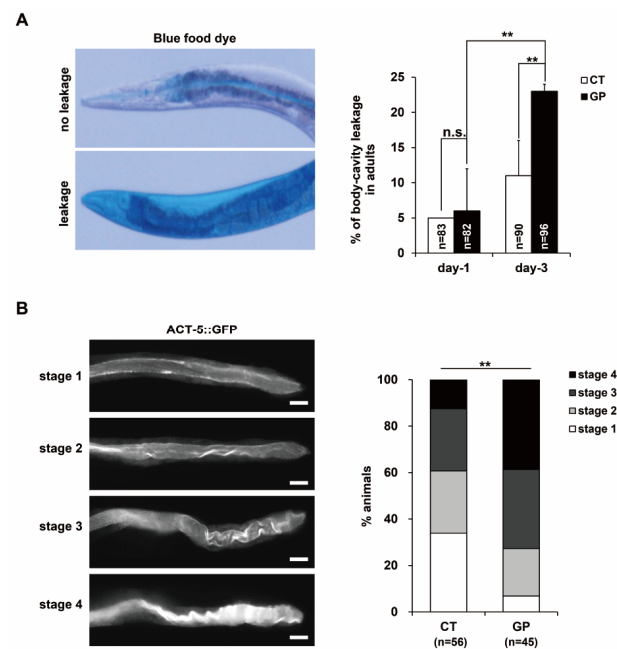 A
Blue food dye
no leakage
leakage
% of body-cavity leakage
in adults
25
20
15
10
5
0
n.s.
**
**
CT
GP
n=83
n=82
n=90
n=96
day-1
day-3
B
ACT-5::GFP
stage 1
stage 2
stage 3
stage 4
% animals
100
80
60
40
20
0
**
stage 4
stage 3
stage 2
stage 1
CT
GP
(n=56)
(n=45)